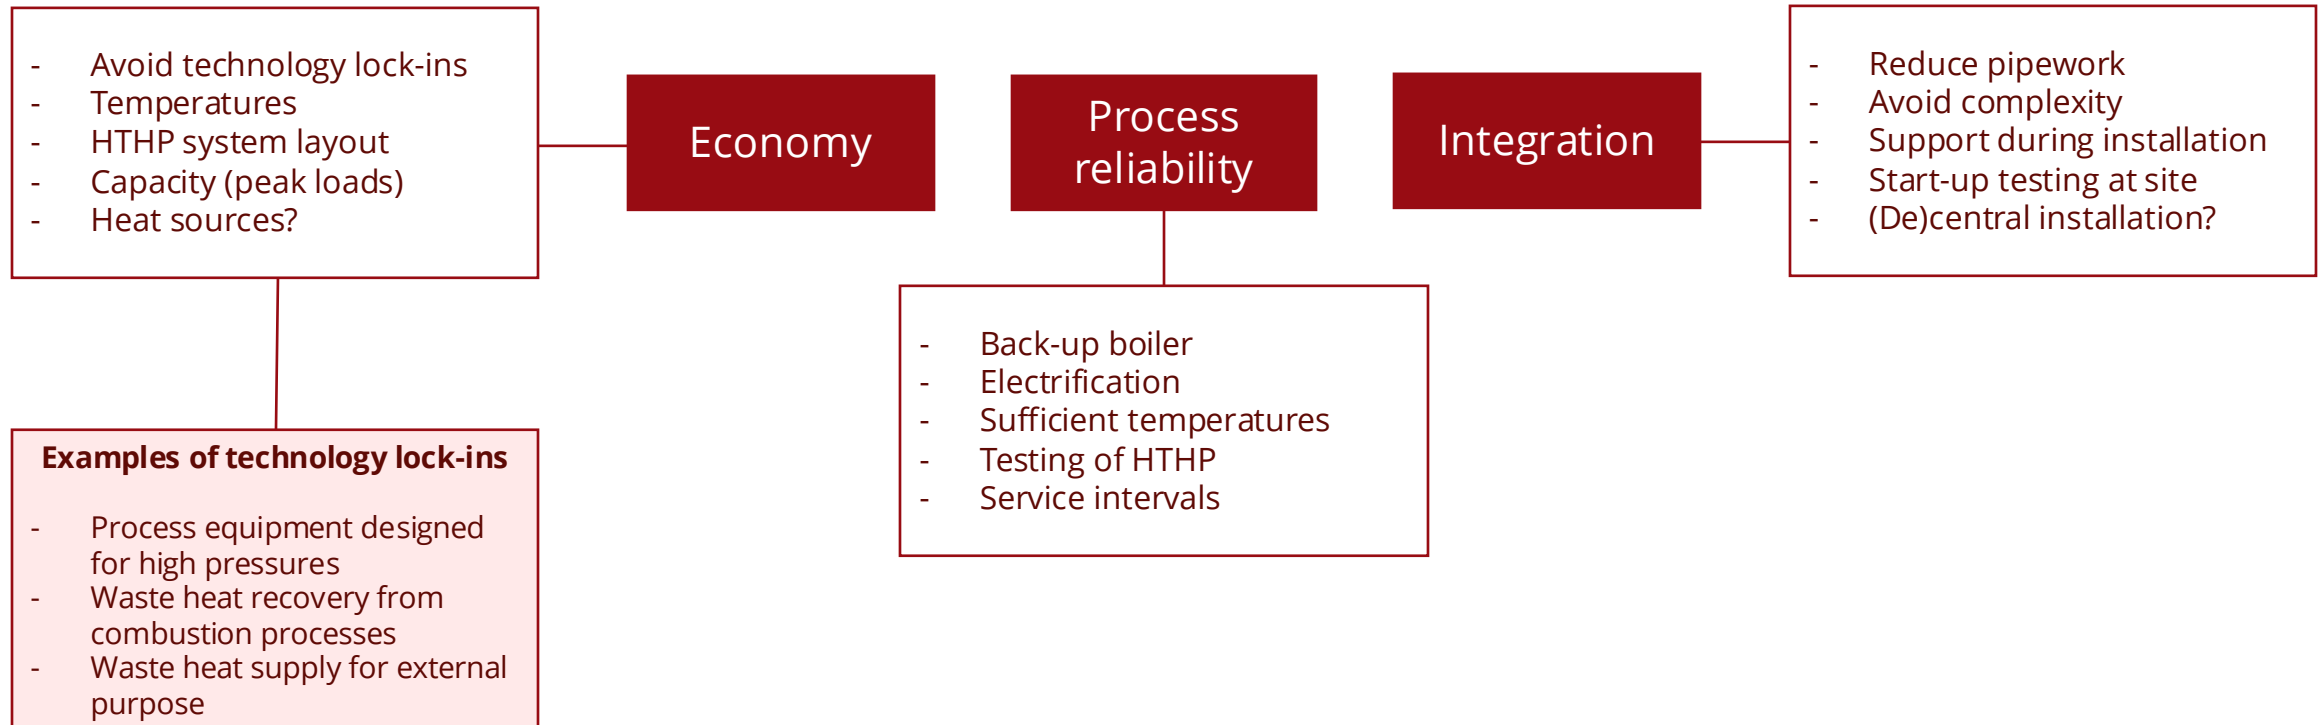 - Avoid technology lock-ins
- Temperatures
- HTHP system layout
- Capacity (peak loads)
- Heat sources?
Economy
Process
reliability
Integration
- Reduce pipework
- Avoid complexity
- Support during installation
- Start-up testing at site
- (De)central installation?
- Back-up boiler
- Electrification
- Sufficient temperatures
- Testing of HTHP
- Service intervals
Examples of technology lock-ins
- Process equipment designed
for high pressures
- Waste heat recovery from
combustion processes
- Waste heat supply for external
purpose